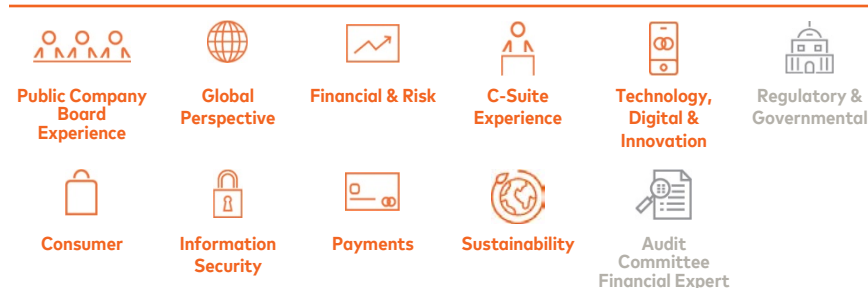 Public Company
Board
Experience
Global
Perspective
Financial & Risk
C-Suite
Experience
Technology,
Digital &
Innovation
Regulatory &
Governmental
Consumer
Information
Security
Payments
Sustainability
Audit
Committee
Financial Expert